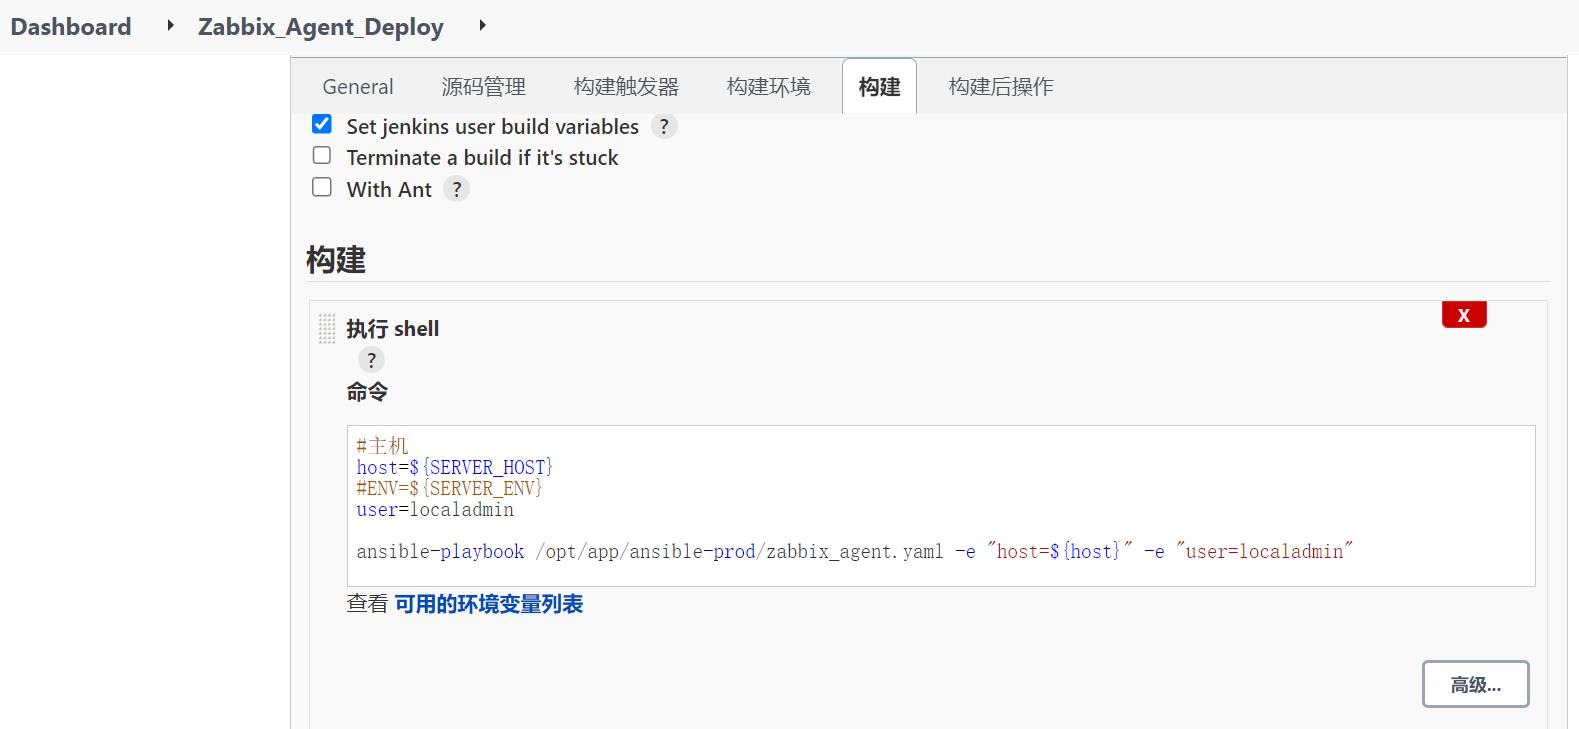 Dashboard Zabbix_Agent_Deploy
General 源码管理 构建触发器 构建环境 构建 构建后操作
Set jenkins user build variables ?
Terminate a build if it's stuck
With Ant ?
构建
执行 shell
X
?
命令
#主机
host=${SERVER_HOST}
#ENV=${SERVER_ENV}
user=localadmin
ansible-playbook /opt/app/ansible-prod/zabbix_agent.yaml -e "host=${host}" -e "user=localadmin"
查看 可用的环境变量列表
高级...